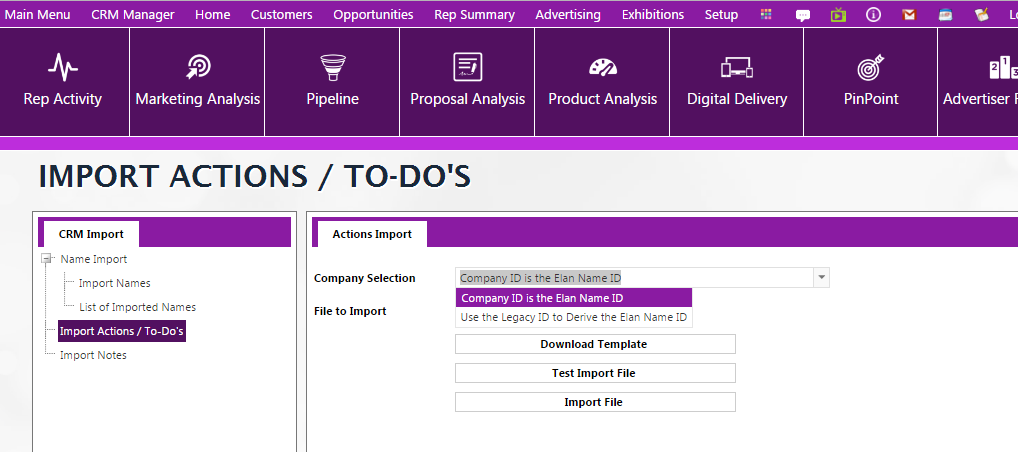 Main Menu CRM Manager Home Customers Opportunities Rep Summary Advertising Exhibitions Setup
Rep Activity Marketing Analysis Pipeline Proposal Analysis Product Analysis Digital Delivery PinPoint Advertiser
IMPORT ACTIONS / TO-DO'S
CRM Import
Name Import
Import Names
List of Imported Names
Import Actions / To-Do's
Import Notes
Actions Import
Company Selection Company ID is the Elan Name ID
Company ID is the Elan Name ID
Use the Legacy ID to Derive the Elan Name ID
File to Import
Download Template
Test Import File
Import File